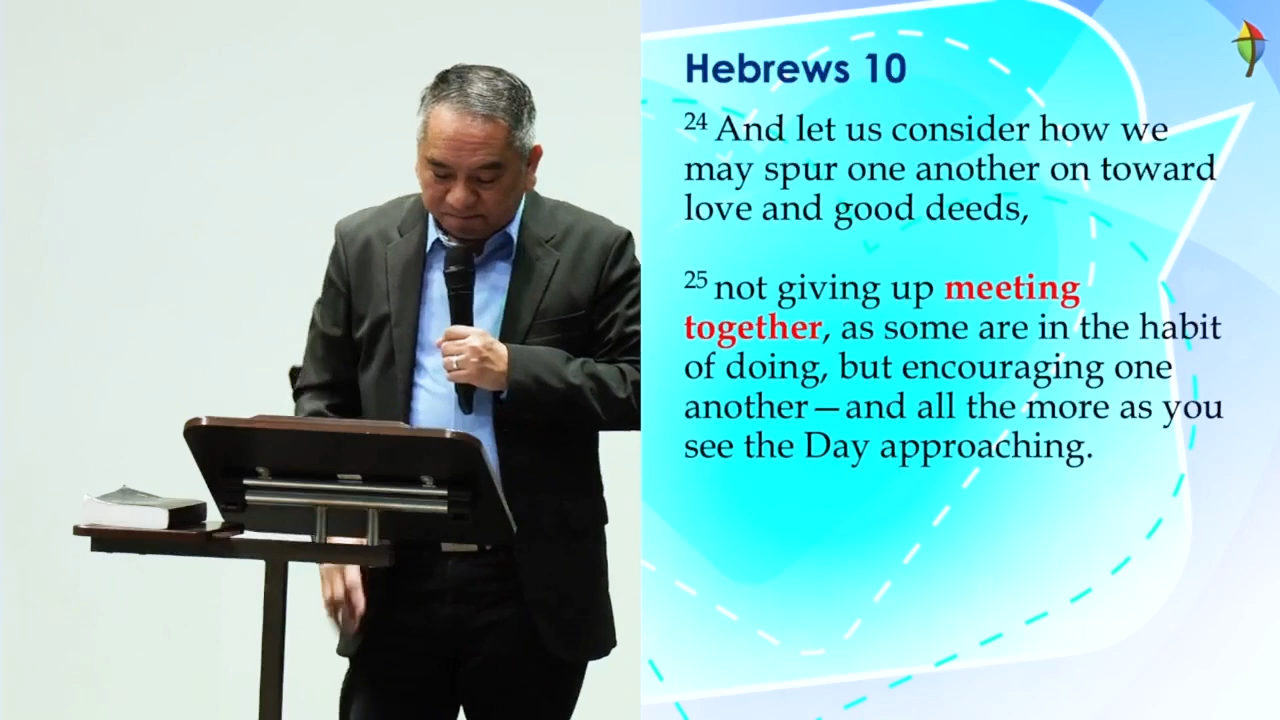 Hebrews 10
24 And let us consider how we
may spur one another on toward
love and good deeds,
25 not giving up meeting
together, as some are in the habit
of doing, but encouraging one
another—and all the more as you
see the Day approaching.